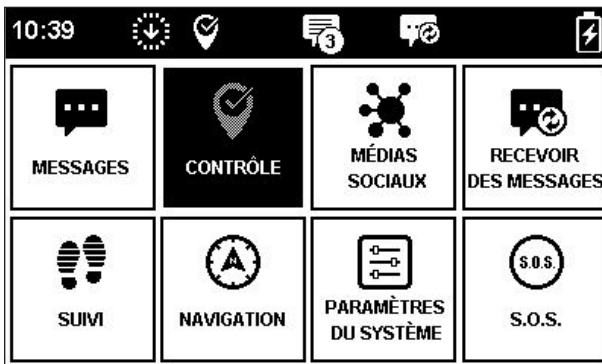 10:39
3
MESSAGES
CONTRÔLE
MÉDIAS
SOCIAUX
RECEVOIR
DES MESSAGES
SUIVI
N
NAVIGATION
PARAMÈTRES
DU SYSTÈME
S.O.S.
S.O.S.